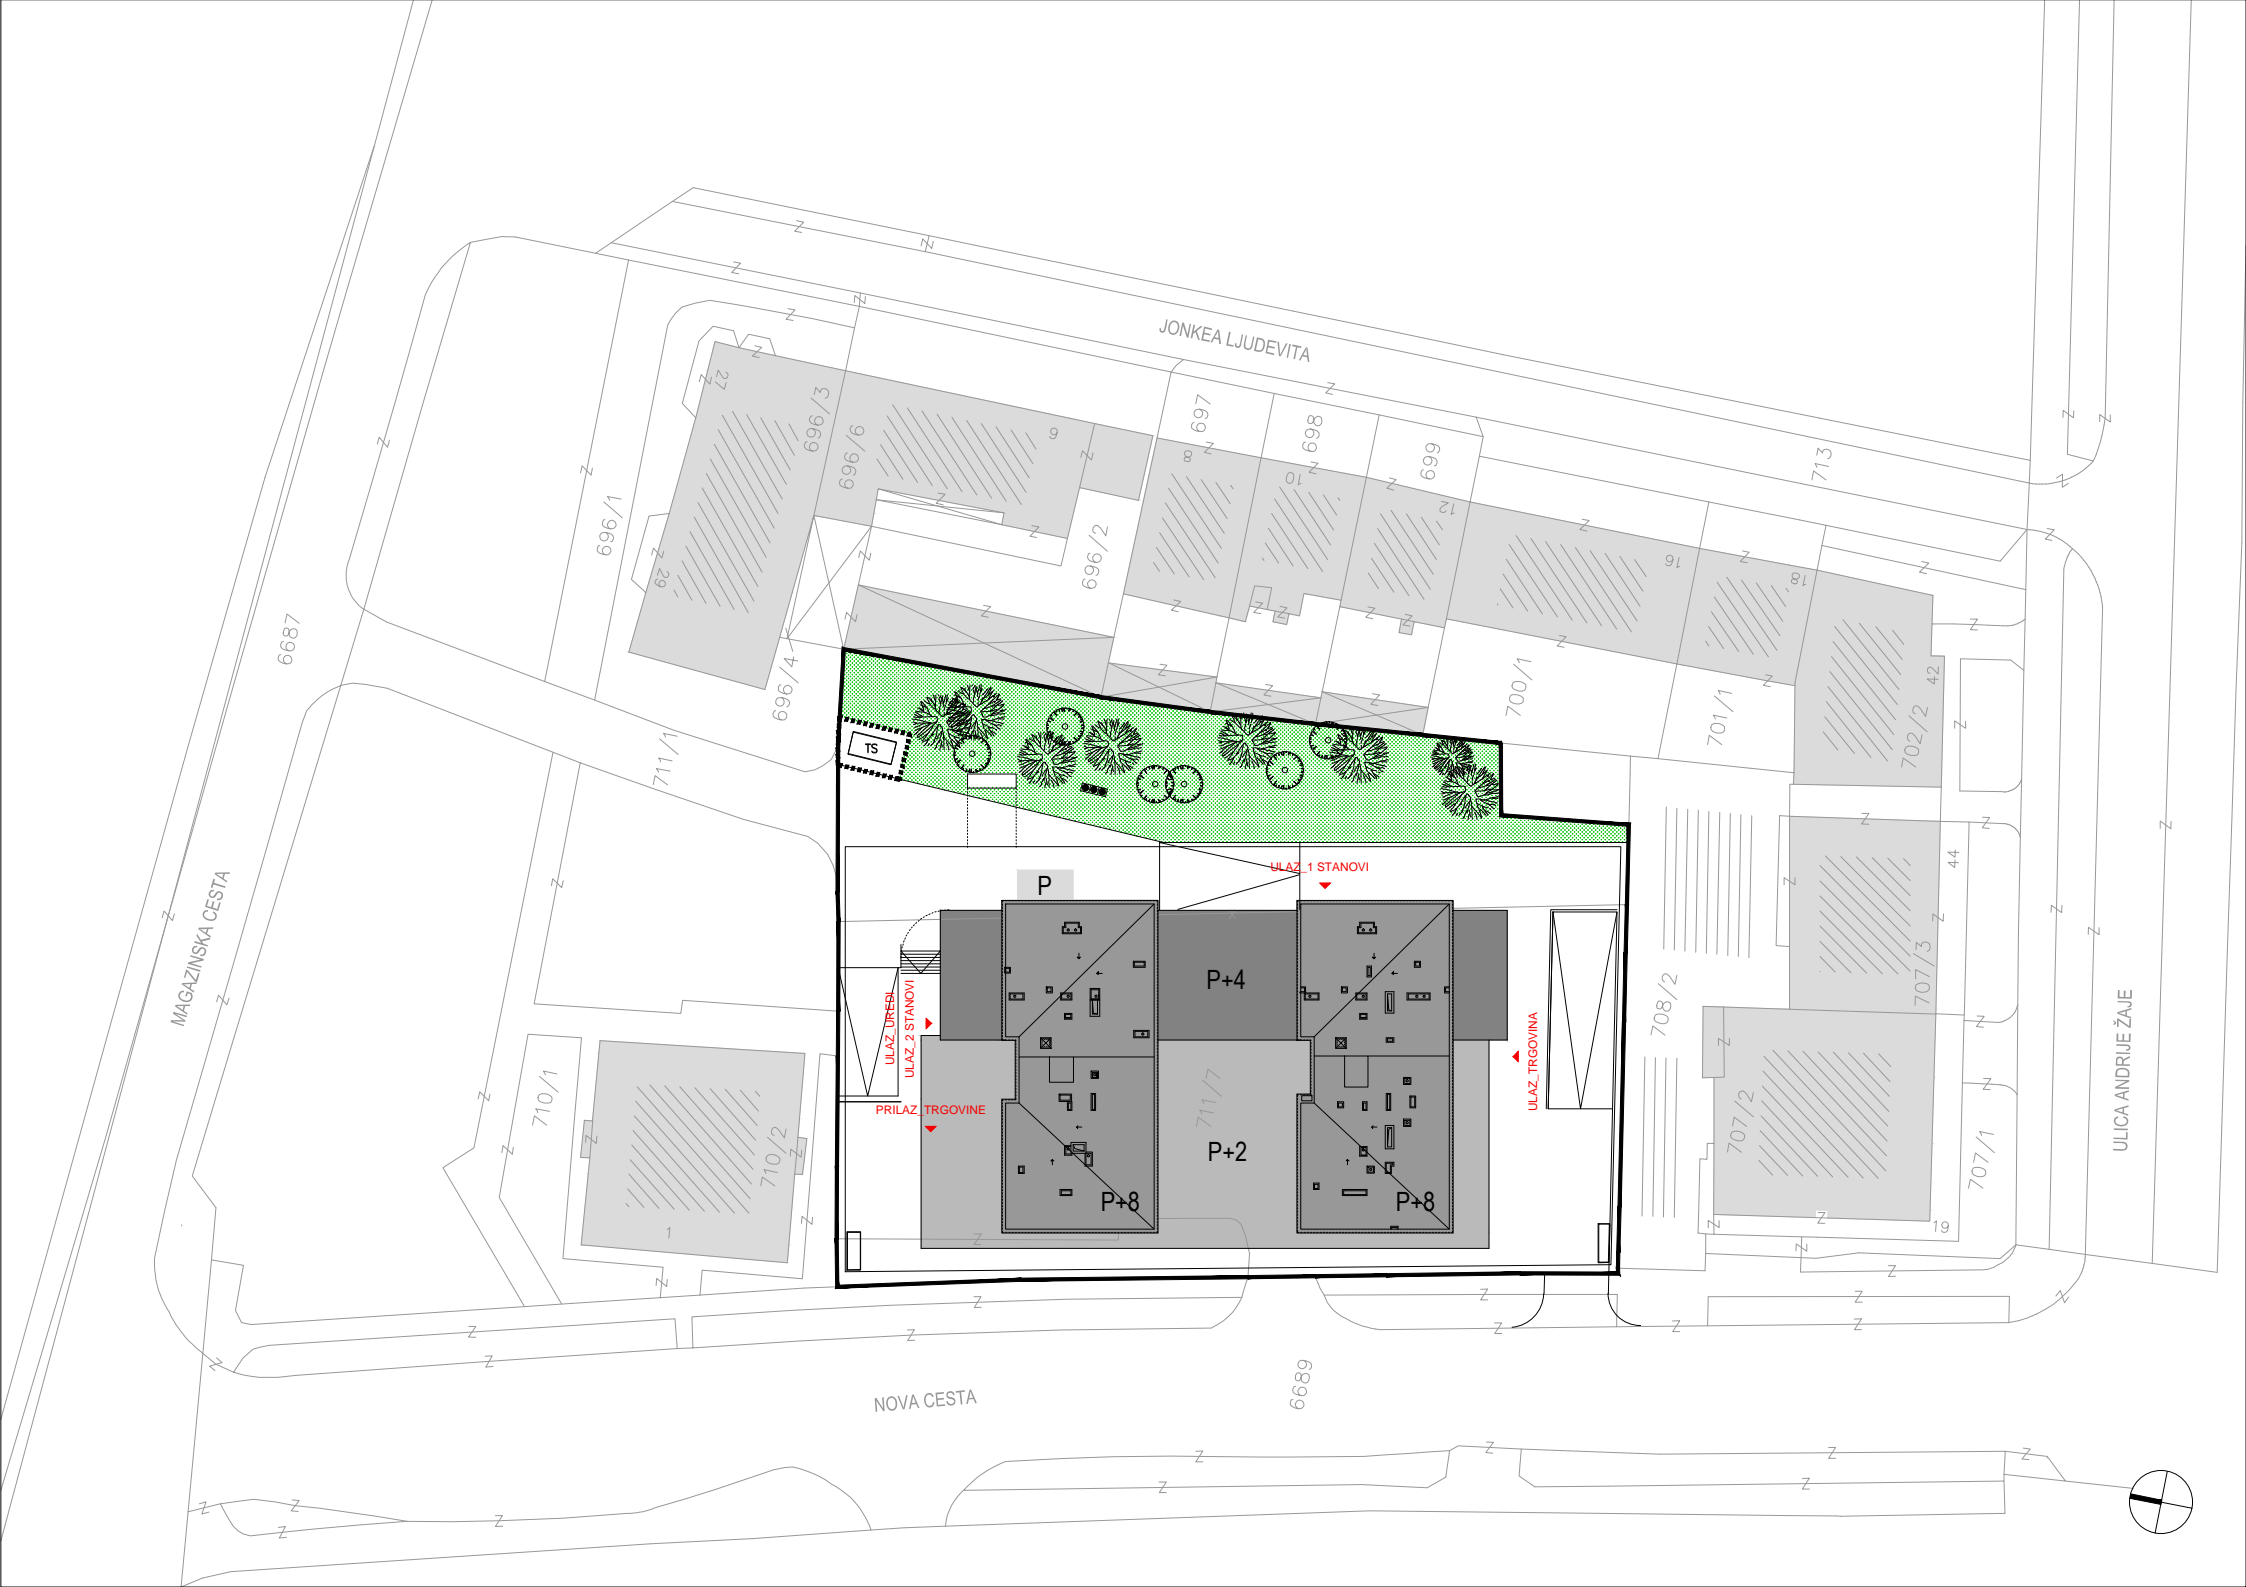 JONKEA LJUDEVITA
27
696/3
696/6
9
697
698
699
713
8
10
12
16
18
696/1
29
696/2
6687
696/4
700/1
701/1
42
702/2
711/1
TS
MAGAZINSKA CESTA
P
ULAZ_1 STANOVI
44
P+4
707/3
708/2
ULAZ_UREDI
ULAZ_2 STANOVI
ULAZ_TRGOVINA
ULICA ANDRIJE ŽAJE
710/1
PRILAZ_TRGOVINE
711/7
707/2
710/2
P+2
707/1
P+8
P+8
1
19
NOVA CESTA
6689